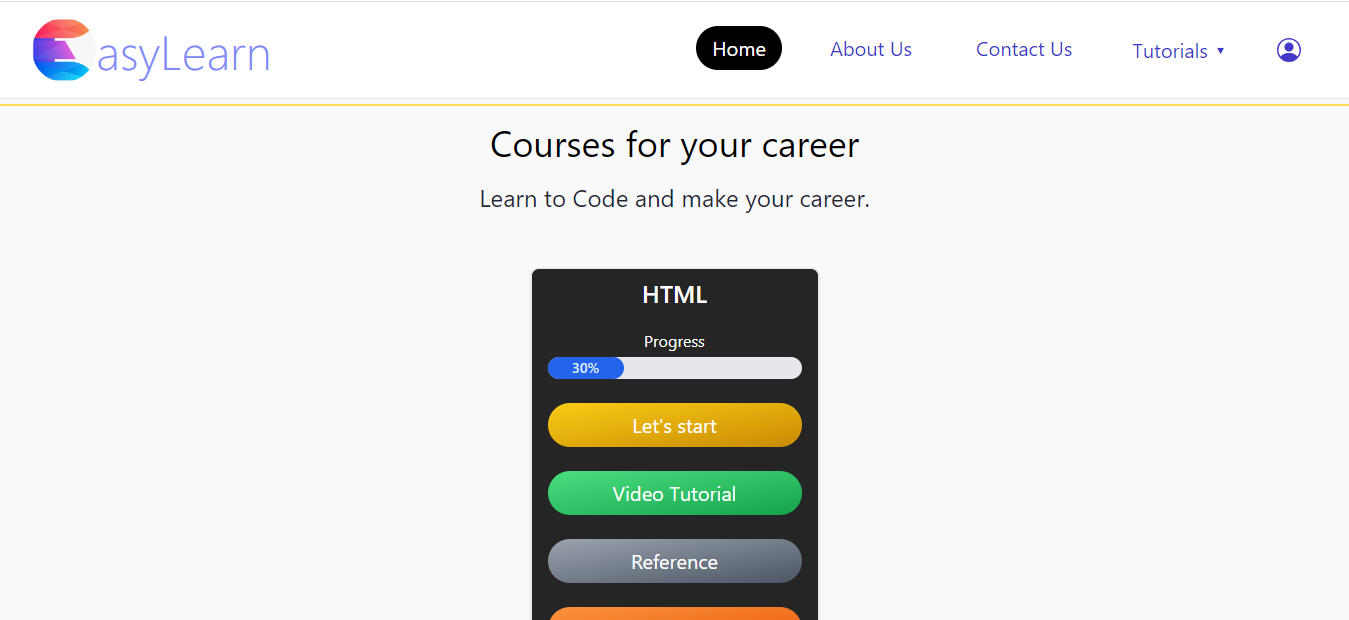 EasyLearn
Home
About Us
Contact Us
Tutorials ▼
Courses for your career
Learn to Code and make your career.
HTML
Progress
30%
Let's start
Video Tutorial
Reference